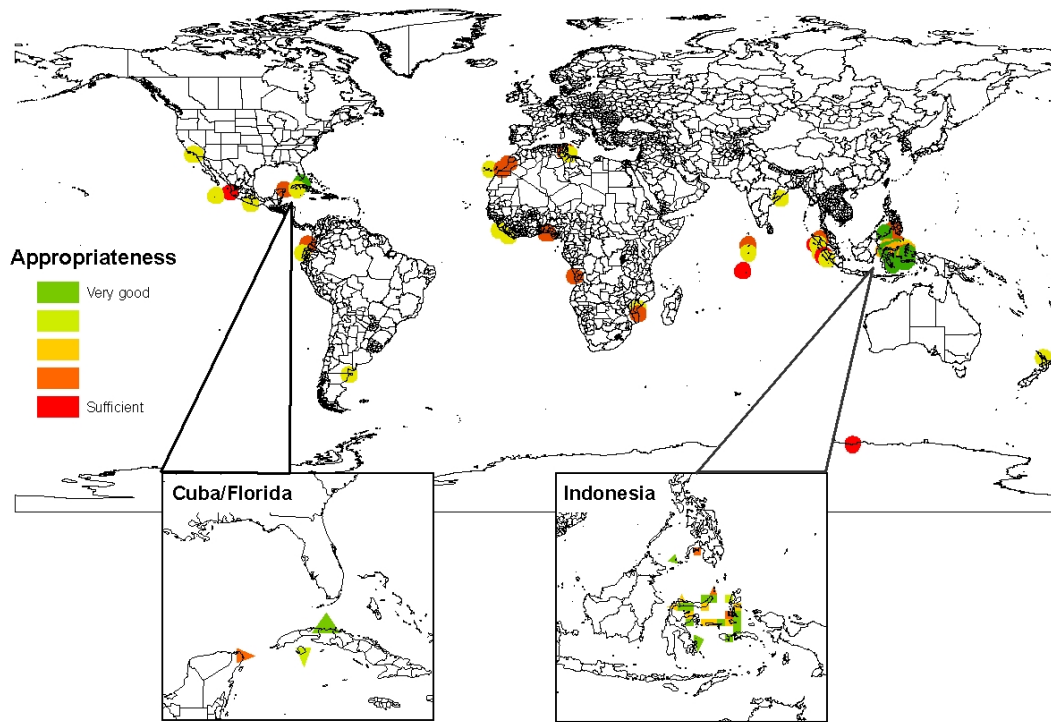 Appropriateness
Very good
Sufficient
Cuba/Florida
Indonesia